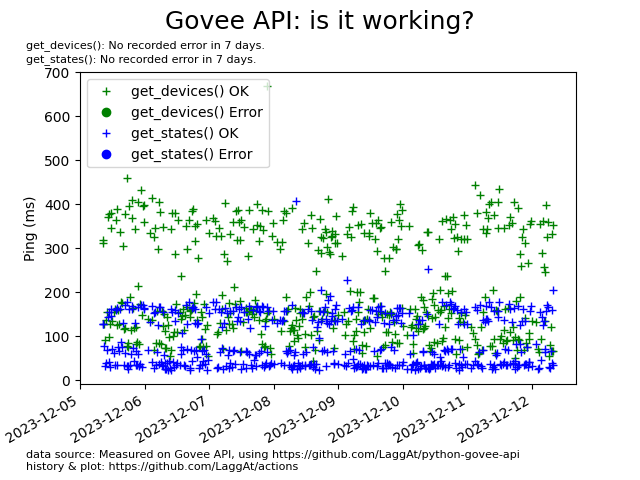 Govee API: is it working?
get_devices(): No recorded error in 7 days.
get_states(): No recorded error in 7 days.
get_devices() OK
get_devices() Error
get_states() OK
get_states() Error
Ping (ms)
700
600
500
400
300
200
100
0
2023-12-05
2023-12-06
2023-12-07
2023-12-08
2023-12-09
2023-12-10
2023-12-11
2023-12-12
data source: Measured on Govee API, using https://github.com/LaggAt/python-govee-api
history & plot: https://github.com/LaggAt/actions